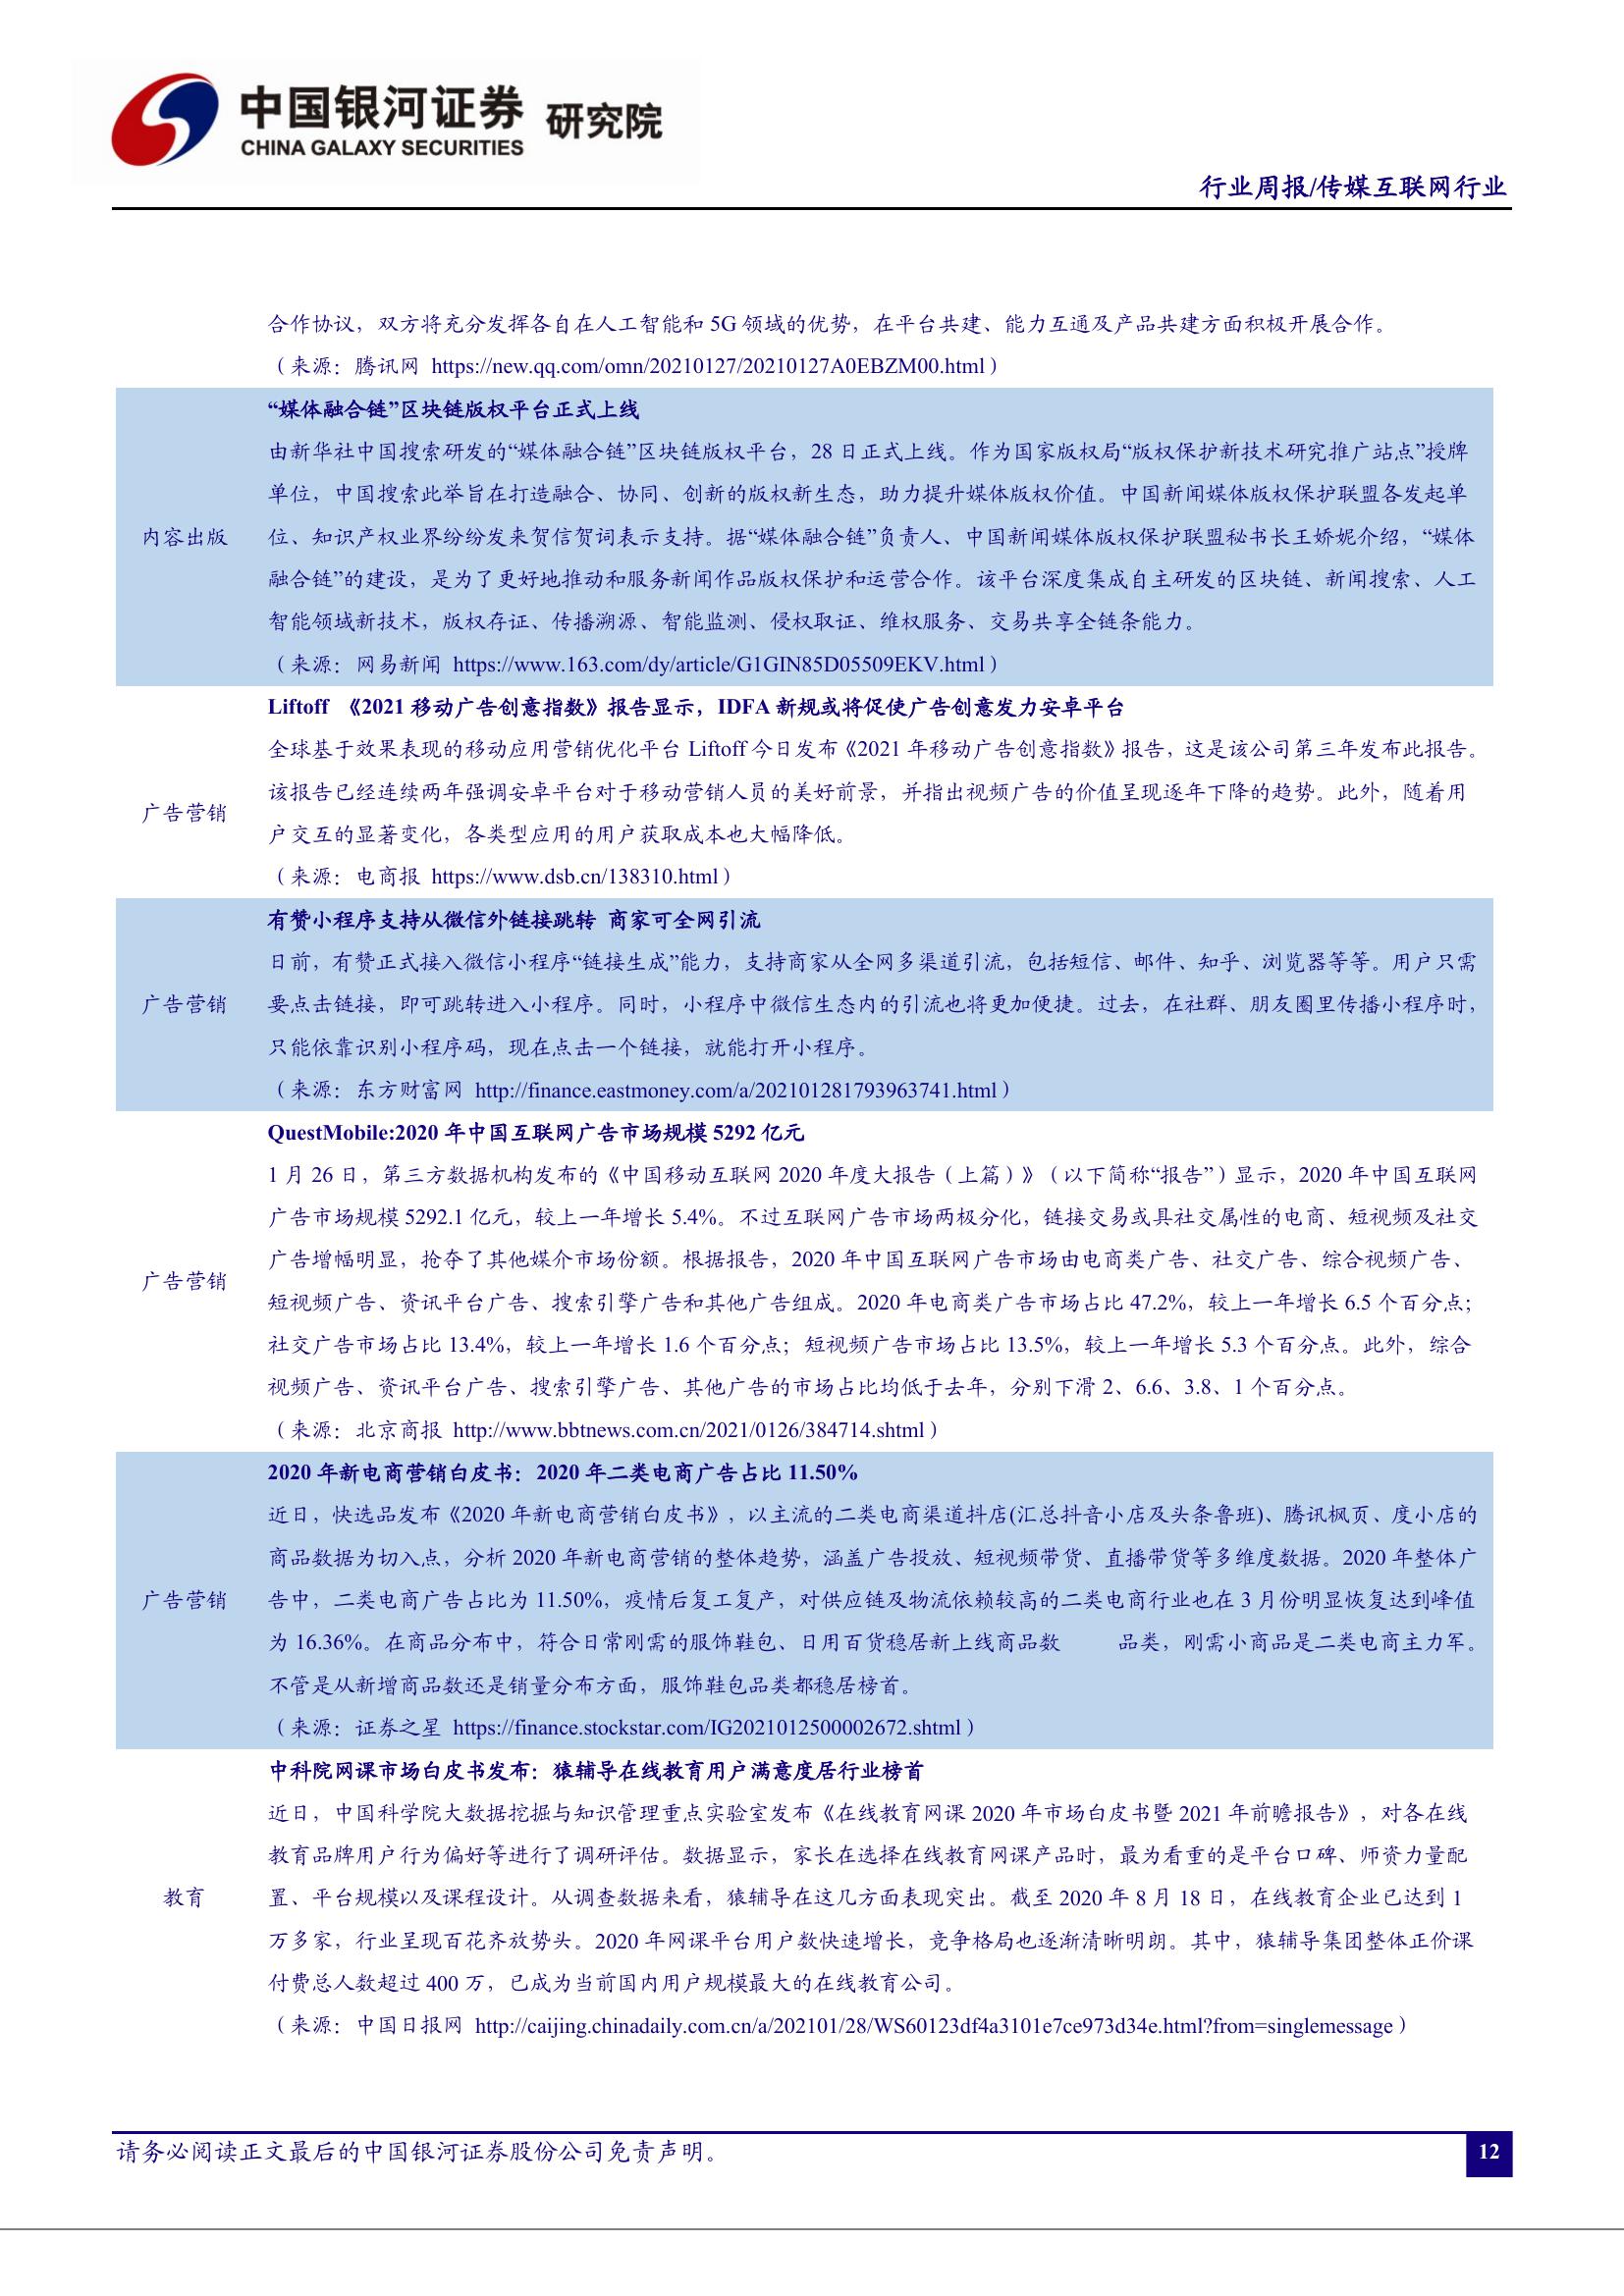 中国银河证券 研究院
CHINA GALAXY SECURITIES
行业周报/传媒互联网行业
合作协议，双方将充分发挥各自在人工智能和 5G 领域的优势，在平台共建、能力互通及产品共建方面积极开展合作。
（来源：腾讯网 https://new.qq.com/omn/20210127/20210127A0EBZM00.html）
“媒体融合链”区块链版权平台正式上线
由新华社中国搜索研发的“媒体融合链”区块链版权平台，28 日正式上线。作为国家版权局“版权保护新技术研究推广站点”授牌
单位，中国搜索此举旨在打造融合、协同、创新的版权新生态，助力提升媒体版权价值。中国新闻媒体版权保护联盟各发起单
内容出版
位、知识产权业界纷纷发来贺信贺词表示支持。据“媒体融合链”负责人、中国新闻媒体版权保护联盟秘书长王娇妮介绍，“媒体
融合链”的建设，是为了更好地推动和服务新闻作品版权保护和运营合作。该平台深度集成自主研发的区块链、新闻搜索、人工
智能领域新技术，版权存证、传播溯源、智能监测、侵权取证、维权服务、交易共享全链条能力。
（来源：网易新闻 https://www.163.com/dy/article/G1GIN85D05509EKV.html）
Liftoff 《2021 移动广告创意指数》报告显示，IDFA 新规或将促使广告创意发力安卓平台
全球基于效果表现的移动应用营销优化平台 Liftoff 今日发布《2021 年移动广告创意指数》报告，这是该公司第三年发布此报告。
该报告已经连续两年强调安卓平台对于移动营销人员的美好前景，并指出视频广告的价值呈现逐年下降的趋势。此外，随着用
广告营销
户交互的显著变化，各类型应用的用户获取成本也大幅降低。
（来源：电商报 https://www.dsb.cn/138310.html）
有赞小程序支持从微信外链接跳转 商家可全网引流
日前，有赞正式接入微信小程序“链接生成”能力，支持商家从全网多渠道引流，包括短信、邮件、知乎、浏览器等等。用户只需
广告营销
要点击链接，即可跳转进入小程序。同时，小程序中微信生态内的引流也将更加便捷。过去，在社群、朋友圈里传播小程序时，
只能依靠识别小程序码，现在点击一个链接，就能打开小程序。
（来源：东方财富网 http://finance.eastmoney.com/a/202101281793963741.html）
QuestMobile:2020 年中国互联网广告市场规模 5292 亿元
1 月 26 日，第三方数据机构发布的《中国移动互联网 2020 年度大报告（上篇）》（以下简称“报告”）显示，2020 年中国互联网
广告市场规模 5292.1 亿元，较上一年增长 5.4%。不过互联网广告市场两极分化，链接交易或具社交属性的电商、短视频及社交
广告增幅明显，抢夺了其他媒介市场份额。根据报告，2020 年中国互联网广告市场由电商类广告、社交广告、综合视频广告、
广告营销
短视频广告、资讯平台广告、搜索引擎广告和其他广告组成。2020 年电商类广告市场占比 47.2%，较上一年增长 6.5 个百分点；
社交广告市场占比 13.4%，较上一年增长 1.6 个百分点；短视频广告市场占比 13.5%，较上一年增长 5.3 个百分点。此外，综合
视频广告、资讯平台广告、搜索引擎广告、其他广告的市场占比均低于去年，分别下滑 2、6.6、3.8、1 个百分点。
（来源：北京商报 http://www.bbtnews.com.cn/2021/0126/384714.shtml）
2020 年新电商营销白皮书：2020 年二类电商广告占比 11.50%
近日，快选品发布《2020 年新电商营销白皮书》，以主流的二类电商渠道抖店(汇总抖音小店及头条鲁班)、腾讯枫页、度小店的
商品数据为切入点，分析 2020 年新电商营销的整体趋势，涵盖广告投放、短视频带货、直播带货等多维度数据。2020 年整体广
广告营销
告中，二类电商广告占比为 11.50%，疫情后复工复产，对供应链及物流依赖较高的二类电商行业也在 3 月份明显恢复达到峰值
为 16.36%。在商品分布中，符合日常刚需的服饰鞋包、日用百货稳居新上线商品数 品类，刚需小商品是二类电商主力军。
不管是从新增商品数还是销量分布方面，服饰鞋包品类都稳居榜首。
（来源：证券之星 https://finance.stockstar.com/IG2021012500002672.shtml）
中科院网课市场白皮书发布：猿辅导在线教育用户满意度居行业榜首
近日，中国科学院大数据挖掘与知识管理重点实验室发布《在线教育网课 2020 年市场白皮书暨 2021 年前瞻报告》，对各在线
教育品牌用户行为偏好等进行了调研评估。数据显示，家长在选择在线教育网课产品时，最为看重的是平台口碑、师资力量配
教育
置、平台规模以及课程设计。从调查数据来看，猿辅导在这几方面表现突出。截至 2020 年 8 月 18 日，在线教育企业已达到 1
万多家，行业呈现百花齐放势头。2020 年网课平台用户数快速增长，竞争格局也逐渐清晰明朗。其中，猿辅导集团整体正价课
付费总人数超过 400 万，已成为当前国内用户规模最大的在线教育公司。
（来源：中国日报网 http://caijing.chinadaily.com.cn/a/202101/28/WS60123df4a3101e7ce973d34e.html?from=singlemessage）
请务必阅读正文最后的中国银河证券股份公司免责声明。
12